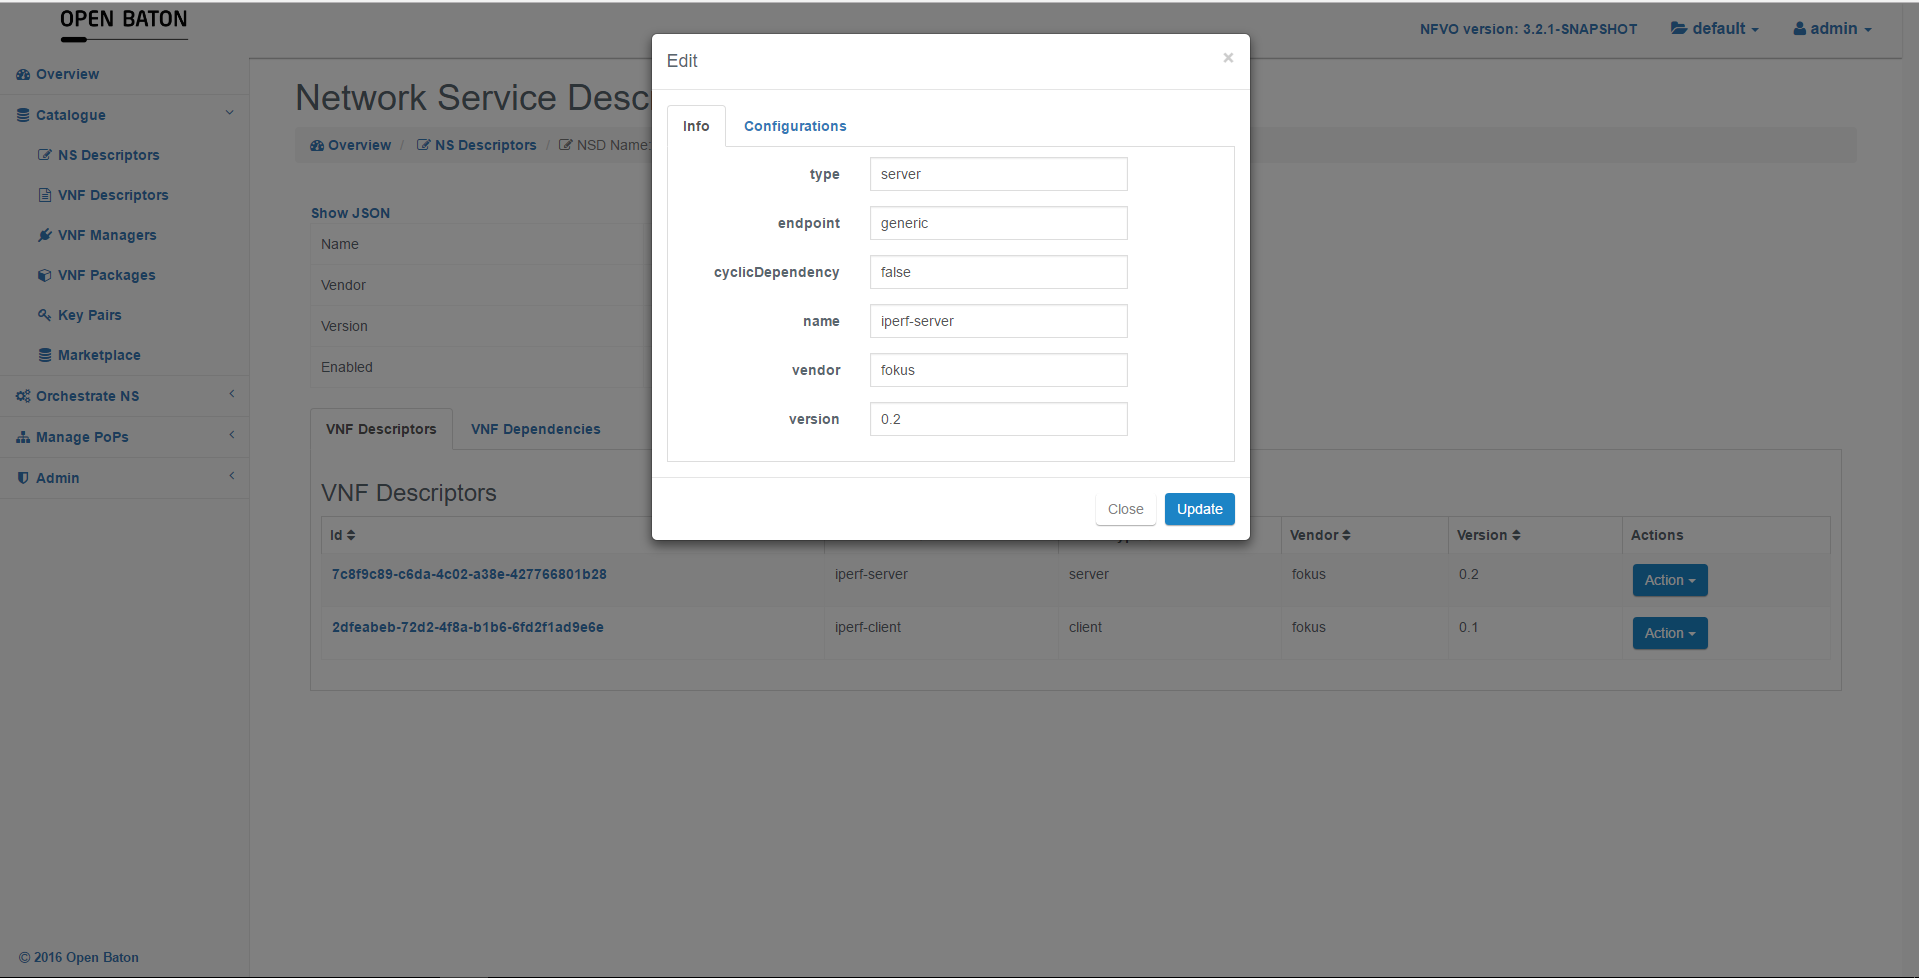 OPEN BATON
NFVO version: 3.2.1-SNAPSHOT
default
admin
Overview
Catalogue
NS Descriptors
VNF Descriptors
VNF Managers
VNF Packages
Key Pairs
Marketplace
Orchestrate NS
Manage PoPs
Admin
© 2016 Open Baton
Network Service Desc
Overview / NS Descriptors / NSD Name:
Show JSON
Name
Vendor
Version
Enabled
VNF Descriptors VNF Dependencies
VNF Descriptors
Id Vendor Version Actions
7c8f9c89-c6da-4c02-a38e-427766801b28 iperf-server server fokus 0.2 Action
2dfeabeb-72d2-4f8a-b1b6-6fd2f1ad9e6e iperf-client client fokus 0.1 Action
Edit ×
Info Configurations
type server
endpoint generic
cyclicDependency false
name iperf-server
vendor fokus
version 0.2
Close Update